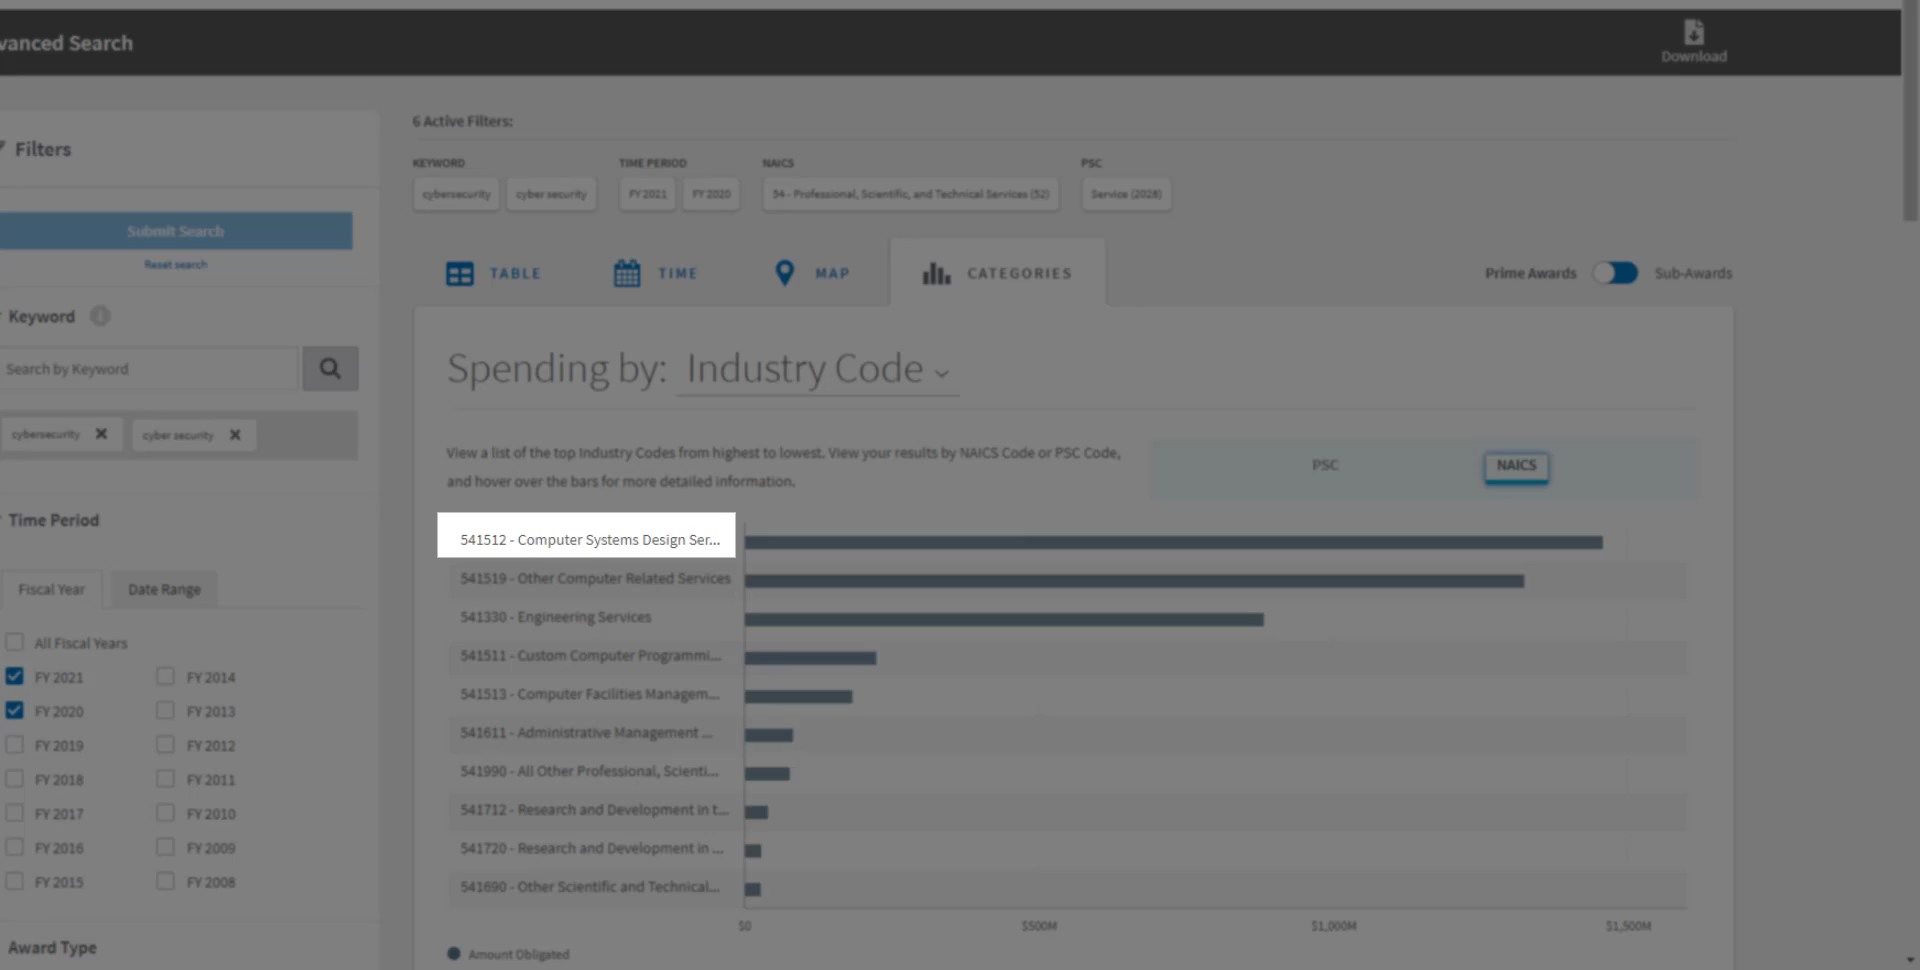 vanced Search
Download
Filters
Submit Search
Reset search
Keyword
Search by Keyword
cybersecurity
cyber security
Time Period
Fiscal Year
Date Range
All Fiscal Years
FY 2021
FY 2014
FY 2020
FY 2013
FY 2019
FY 2012
FY 2018
FY 2011
FY 2017
FY 2010
FY 2016
FY 2009
FY 2015
FY 2008
Award Type
6 Active Filters:
KEYWORD
TIME PERIOD
NAICS
PSC
cybersecurity
cyber security
FY 2021
FY 2020
54 - Professional, Scientific, and Technical Services (52)
Service (2028)
TABLE
TIME
MAP
CATEGORIES
Prime Awards
Sub-Awards
Spending by: Industry Code
View a list of the top Industry Codes from highest to lowest. View your results by NAICS Code or PSC Code,
and hover over the bars for more detailed information.
PSC
NAICS
541512 - Computer Systems Design Ser...
541519 - Other Computer Related Services
541330 - Engineering Services
541511 - Custom Computer Programmi...
541513 - Computer Facilities Managem...
541611 - Administrative Management ...
541990 - All Other Professional, Scienti...
541712 - Research and Development in t...
541720 - Research and Development in ...
541690 - Other Scientific and Technical...
$0
$500M
$1,000M
$1,500M
Amount Obligated